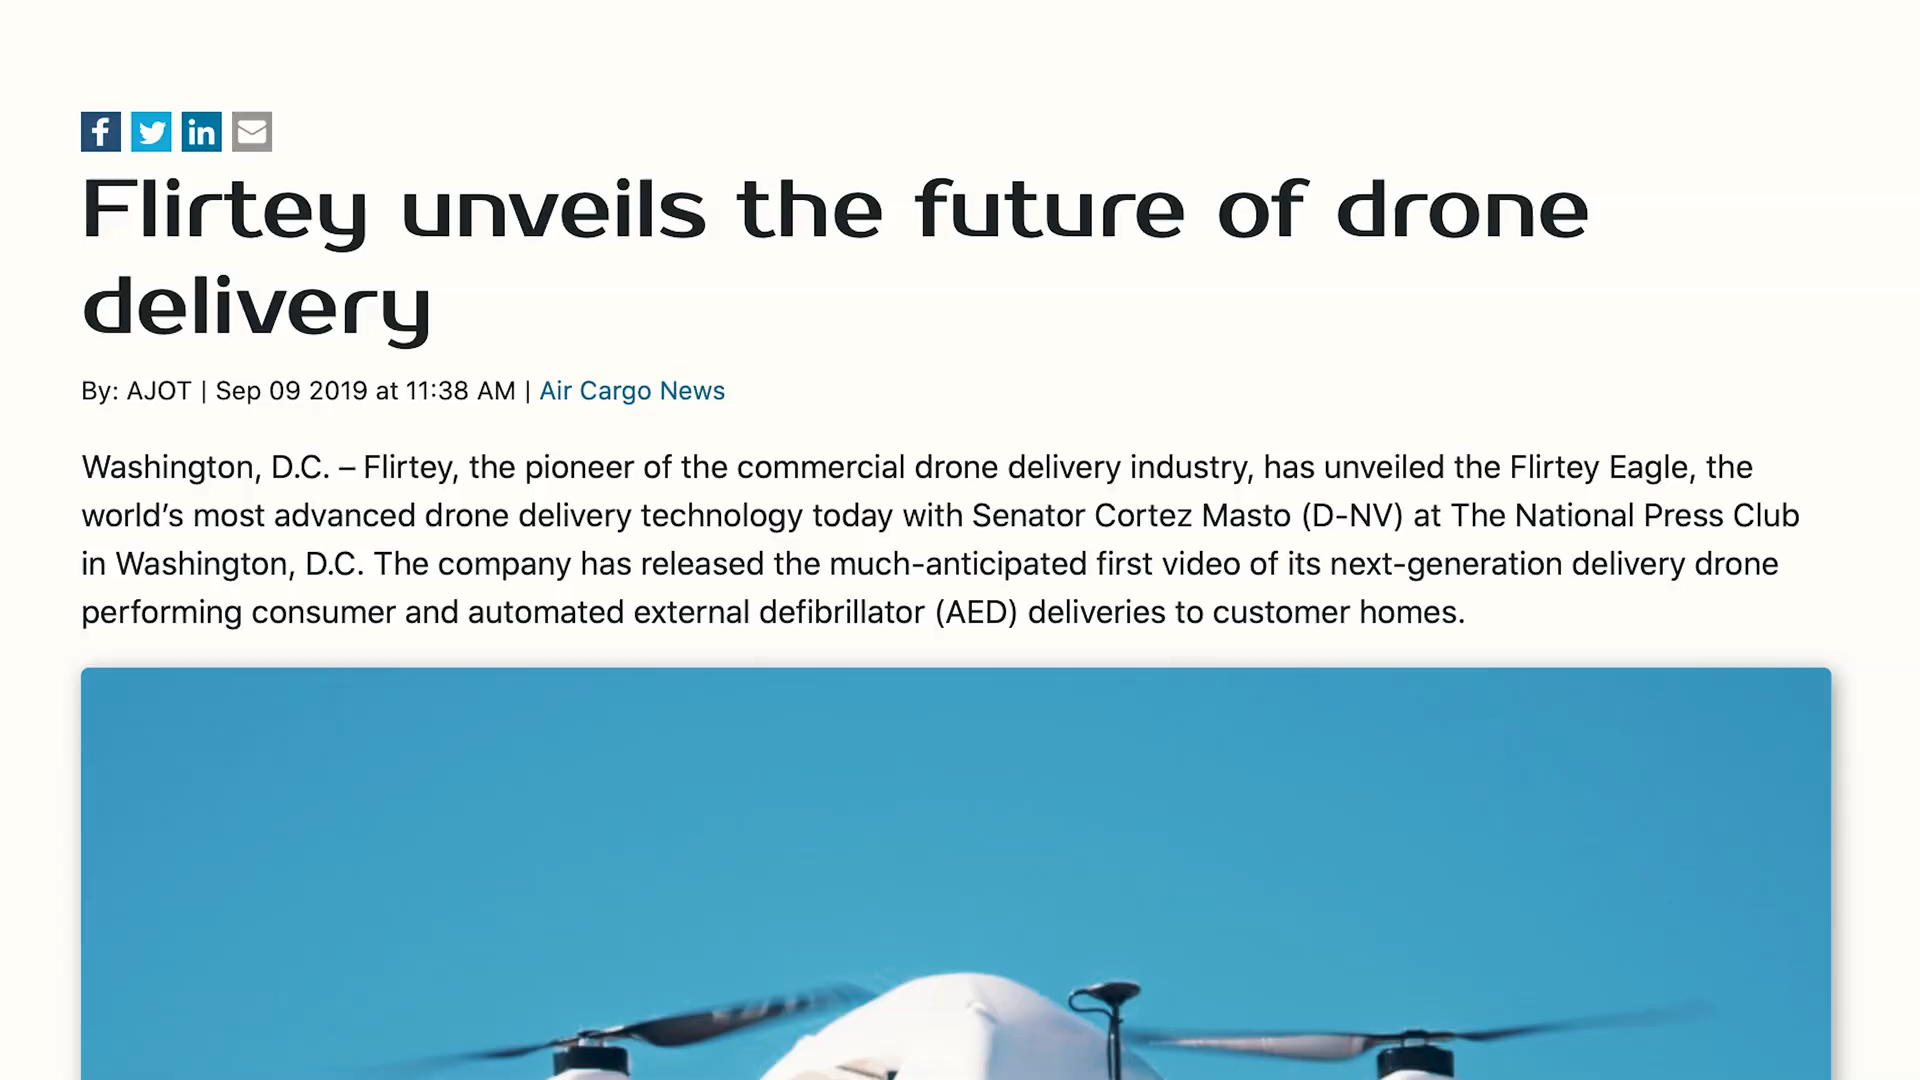 Flirtey unveils the future of drone
delivery
By: AJOT | Sep 09 2019 at 11:38 AM | Air Cargo News
Washington, D.C. – Flirtey, the pioneer of the commercial drone delivery industry, has unveiled the Flirtey Eagle, the
world’s most advanced drone delivery technology today with Senator Cortez Masto (D-NV) at The National Press Club
in Washington, D.C. The company has released the much-anticipated first video of its next-generation delivery drone
performing consumer and automated external defibrillator (AED) deliveries to customer homes.